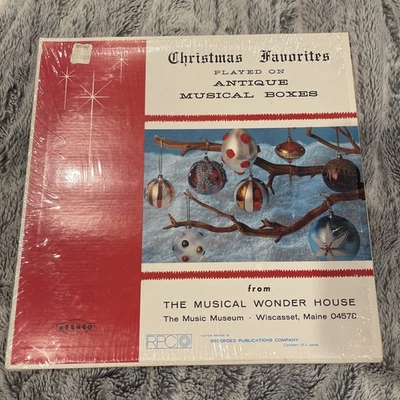 Christmas Favorites
PLAYED ON
ANTIQUE
MUSICAL BOXES
from
THE MUSICAL WONDER HOUSE
The Music Museum · Wiscasset, Maine 04578
STEREO
RPC
RECORDED PUBLICATIONS COMPANY